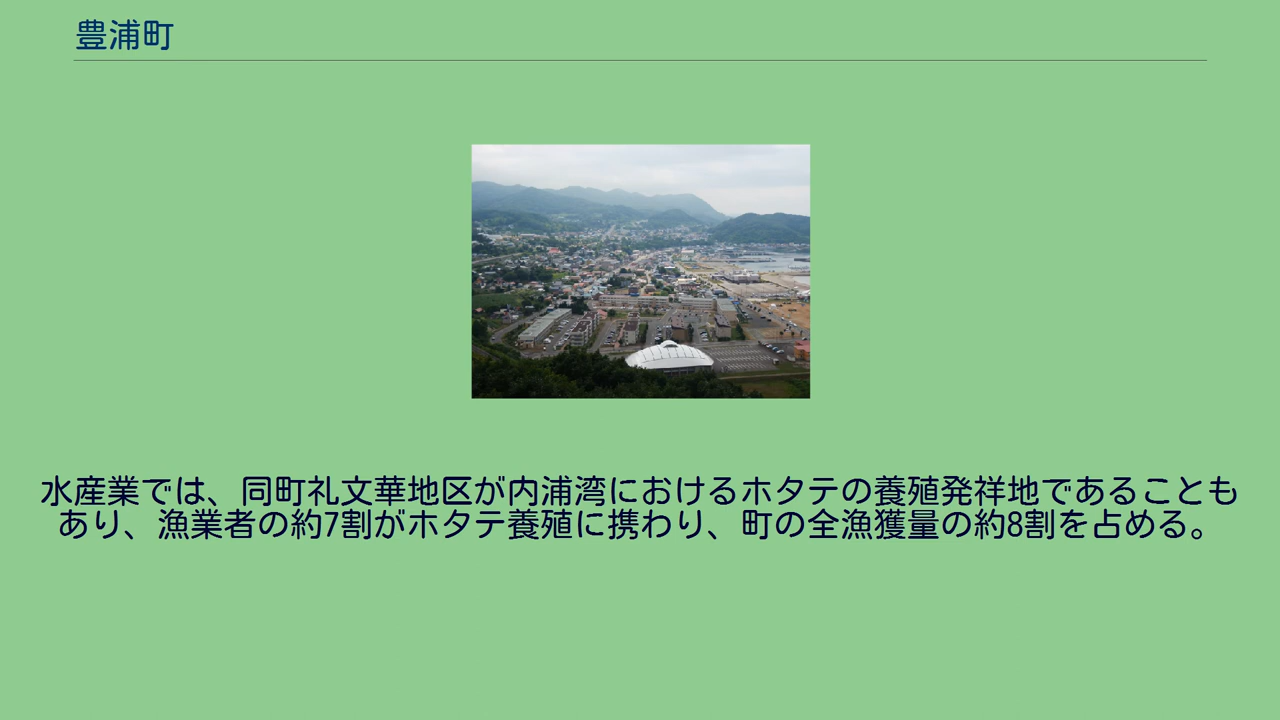 豊浦町
水産業では、同町礼文華地区が内浦湾におけるホタテの養殖発祥地であることも
あり、漁業者の約7割がホタテ養殖に携わり、町の全漁獲量の約8割を占める。